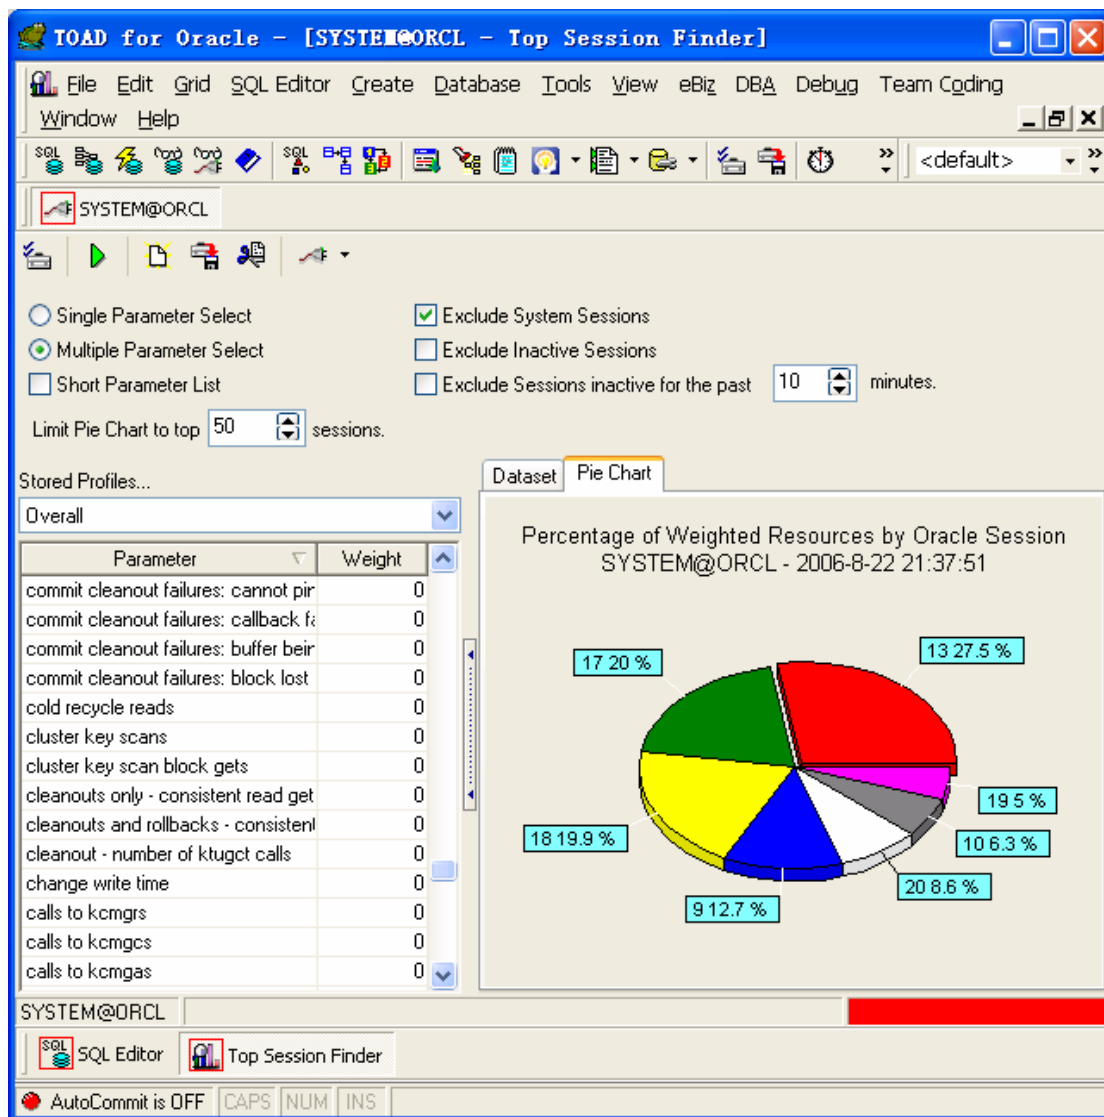 TOAD for Oracle - [SYSTEM@ORCL - Top Session Finder]
File Edit Grid SQL Editor Create Database Tools View eBiz DBA Debug Team Coding
Window Help
<default>
SYSTEM@ORCL
Single Parameter Select
Exclude System Sessions
Multiple Parameter Select
Exclude Inactive Sessions
Short Parameter List
Exclude Sessions inactive for the past 10 minutes.
Limit Pie Chart to top 50 sessions.
Stored Profiles...
Overall
Parameter Weight
commit cleanout failures: cannot pin 0
commit cleanout failures: callback fa 0
commit cleanout failures: buffer bein 0
commit cleanout failures: block lost 0
cold recycle reads 0
cluster key scans 0
cluster key scan block gets 0
cleanouts only - consistent read get 0
cleanouts and rollbacks - consistent 0
cleanout - number of ktugct calls 0
change write time 0
calls to kcmgrs 0
calls to kcmgcs 0
calls to kcmgas 0
Dataset Pie Chart
Percentage of Weighted Resources by Oracle Session
SYSTEM@ORCL - 2006-8-22 21:37:51
13 27.5 %
17 20 %
19 5 %
18 19.9 %
10 6.3 %
20 8.6 %
9 12.7 %
SYSTEM@ORCL
SQL SQL Editor Top Session Finder
AutoCommit is OFF CAPS NUM INS